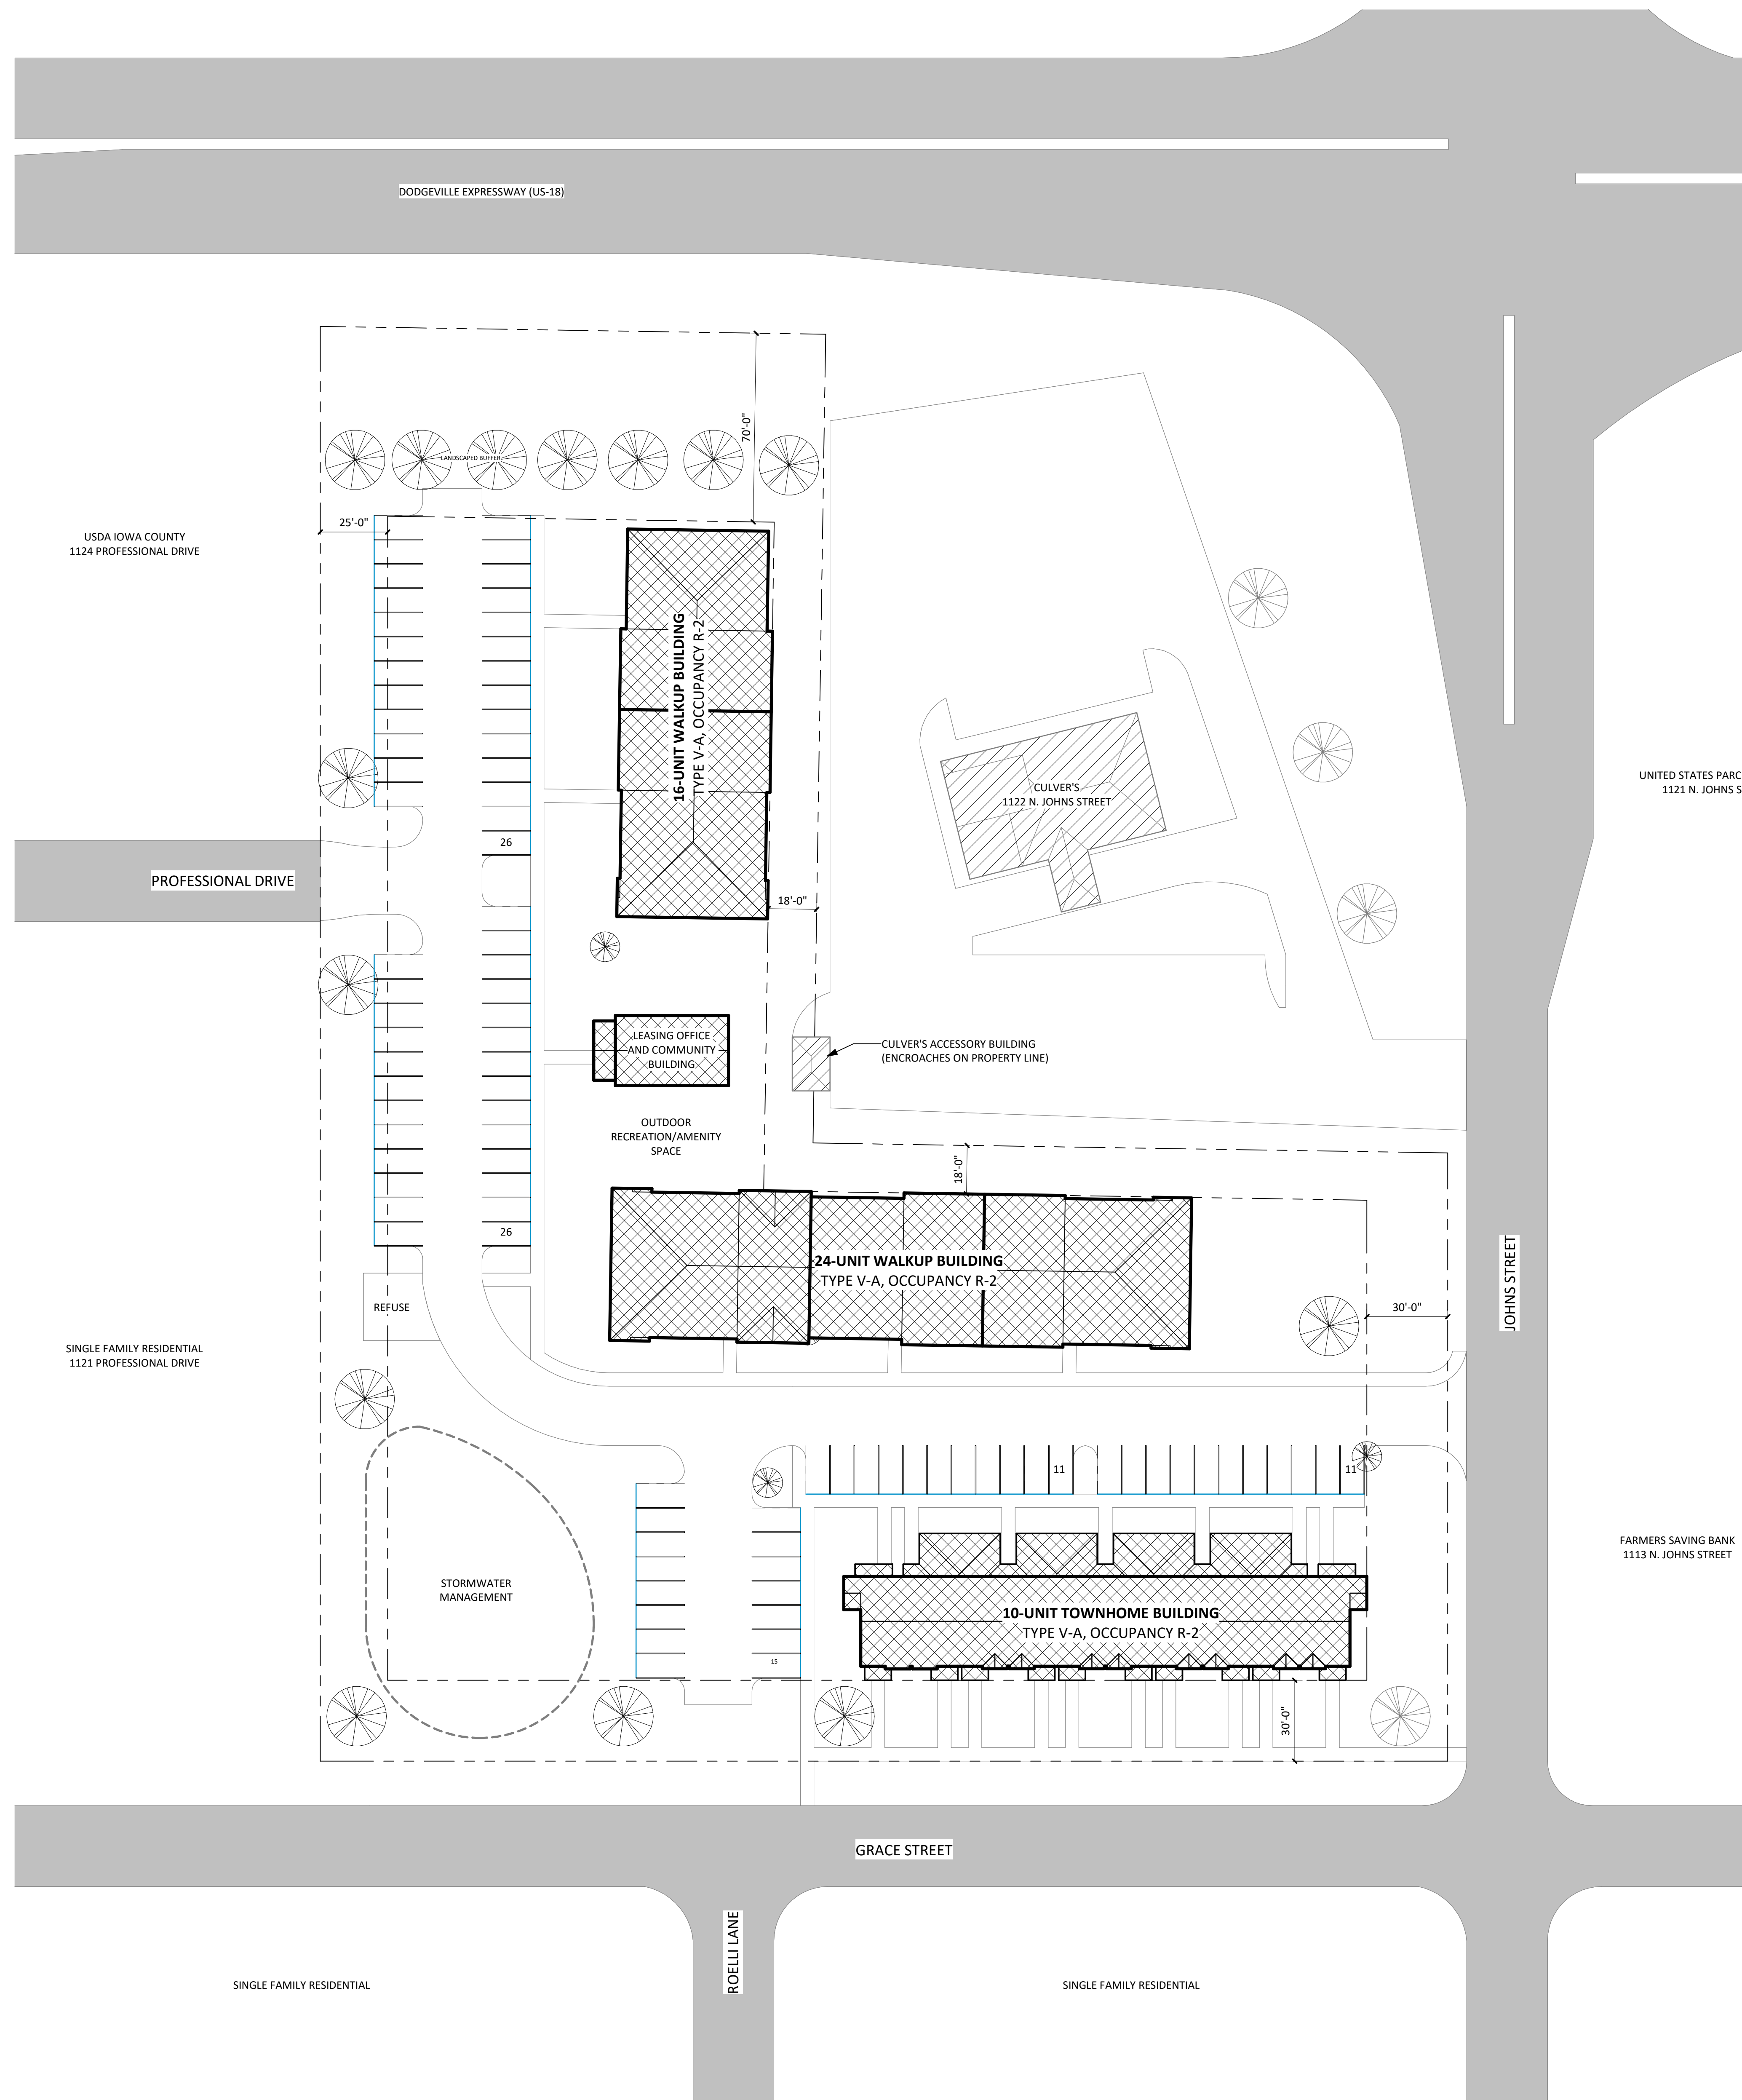 DODGEVILLE EXPRESSWAY (US-18)
70'-0"
LANDSCAPED BUFFER
25'-0"
USDA IOWA COUNTY
1124 PROFESSIONAL DRIVE
16-UNIT WALKUP BUILDING
TYPE V-A, OCCUPANCY R-2
CULVER'S
1122 N. JOHNS STREET
UNITED STATES PARC
1121 N. JOHNS S
26
PROFESSIONAL DRIVE
18'-0"
LEASING OFFICE
AND COMMUNITY
BUILDING
CULVER'S ACCESSORY BUILDING
(ENCROACHES ON PROPERTY LINE)
OUTDOOR
RECREATION/AMENITY
SPACE
18'-0"
26
24-UNIT WALKUP BUILDING
TYPE V-A, OCCUPANCY R-2
JOHNS STREET
REFUSE
30'-0"
SINGLE FAMILY RESIDENTIAL
1121 PROFESSIONAL DRIVE
11
11
FARMERS SAVING BANK
1113 N. JOHNS STREET
STORMWATER
MANAGEMENT
10-UNIT TOWNHOME BUILDING
TYPE V-A, OCCUPANCY R-2
15
30'-0"
GRACE STREET
ROELLI LANE
SINGLE FAMILY RESIDENTIAL
SINGLE FAMILY RESIDENTIAL